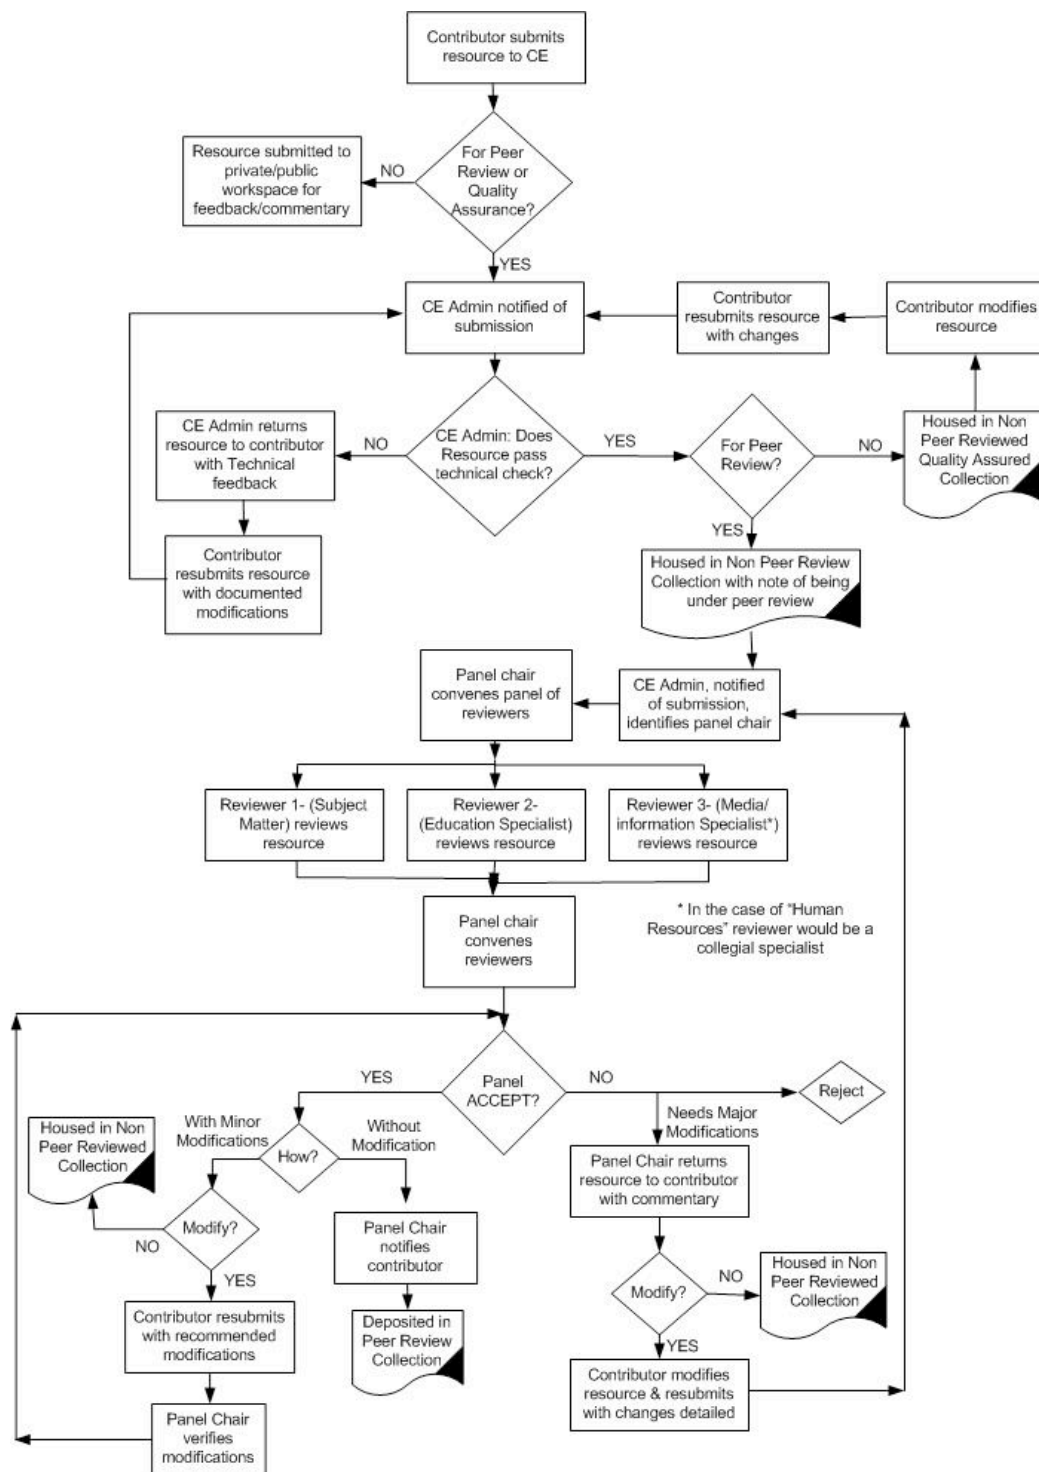 Contributor submits
resource to CE
For Peer
Review or
Quality
Assurance?
NO
Resource submitted to
private/public
workspace for
feedback/commentary
YES
CE Admin notified of
submission
Contributor
resubmits resource
with changes
Contributor modifies
resource
CE Admin returns
resource to contributor
with Technical
feedback
NO
CE Admin: Does
Resource pass
technical check?
YES
For Peer
Review?
NO
Housed in Non
Peer Reviewed
Quality Assured
Collection
YES
Contributor
resubmits resource
with documented
modifications
Housed in Non Peer Review
Collection with note of being
under peer review
Panel chair
convenes panel of
reviewers
CE Admin, notified
of submission,
identifies panel chair
Reviewer 1- (Subject
Matter) reviews
resource
Reviewer 2-
(Education Specialist)
reviews resource
Reviewer 3- (Media/
information Specialist*)
reviews resource
Panel chair
convenes
reviewers
* In the case of "Human
Resources" reviewer would be a
collegial specialist
Panel
ACCEPT?
YES
NO
Reject
With Minor
Modifications
How?
Without
Modification
Needs Major
Modifications
Housed in Non
Peer Reviewed
Collection
Panel Chair returns
resource to contributor
with commentary
Modify?
NO
YES
Panel Chair
notifies
contributor
Modify?
NO
Housed in Non
Peer Reviewed
Collection
YES
Contributor resubmits
with recommended
modifications
Deposited in
Peer Review
Collection
Contributor modifies
resource & resubmits
with changes detailed
Panel Chair
verifies
modifications